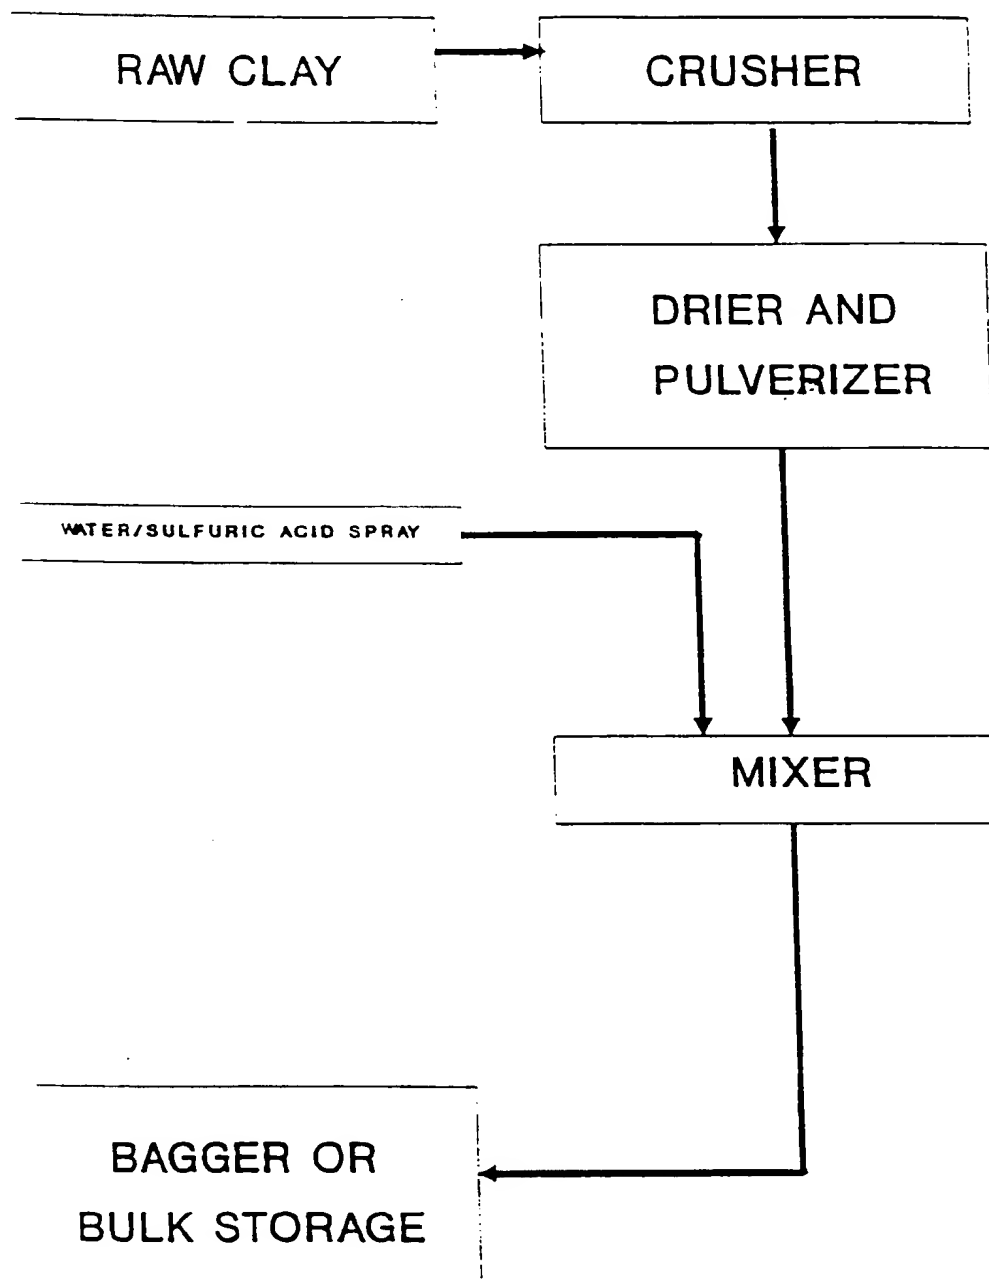 RAW CLAY
CRUSHER
DRIER AND
PULVERIZER
WATER/SULFURIC ACID SPRAY
MIXER
BAGGER OR
BULK STORAGE